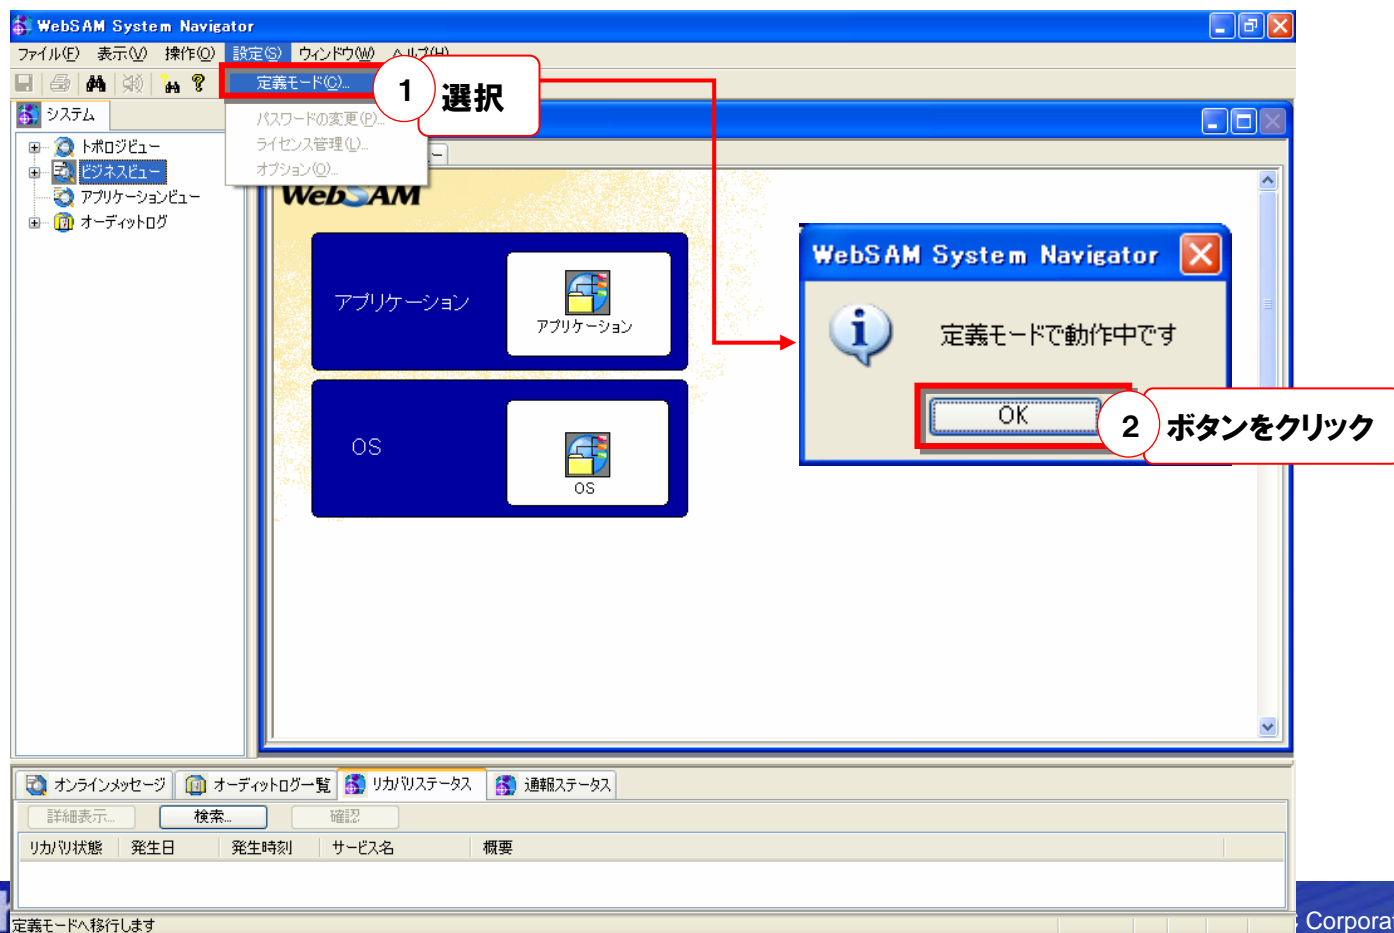 WebSAM System Navigator
ファイル(F) 表示(V) 操作(O) 設定(S) ウィンドウ(W) ヘルプ(H)
定義モード(C)...
1 選択
パスワードの変更(P)...
ライセンス管理(L)...
オプション(O)...
システム
トポロジビュー
ビジネスビュー
アプリケーションビュー
オーディットログ
WebSAM
アプリケーション
アプリケーション
OS
OS
WebSAM System Navigator
定義モードで動作中です
OK
2 ボタンをクリック
オンラインメッセージ オーディットログ一覧 リカバリステータス 通報ステータス
詳細表示... 検索... 確認
リカバリ状態 発生日 発生時刻 サービス名 概要
定義モードへ移行します